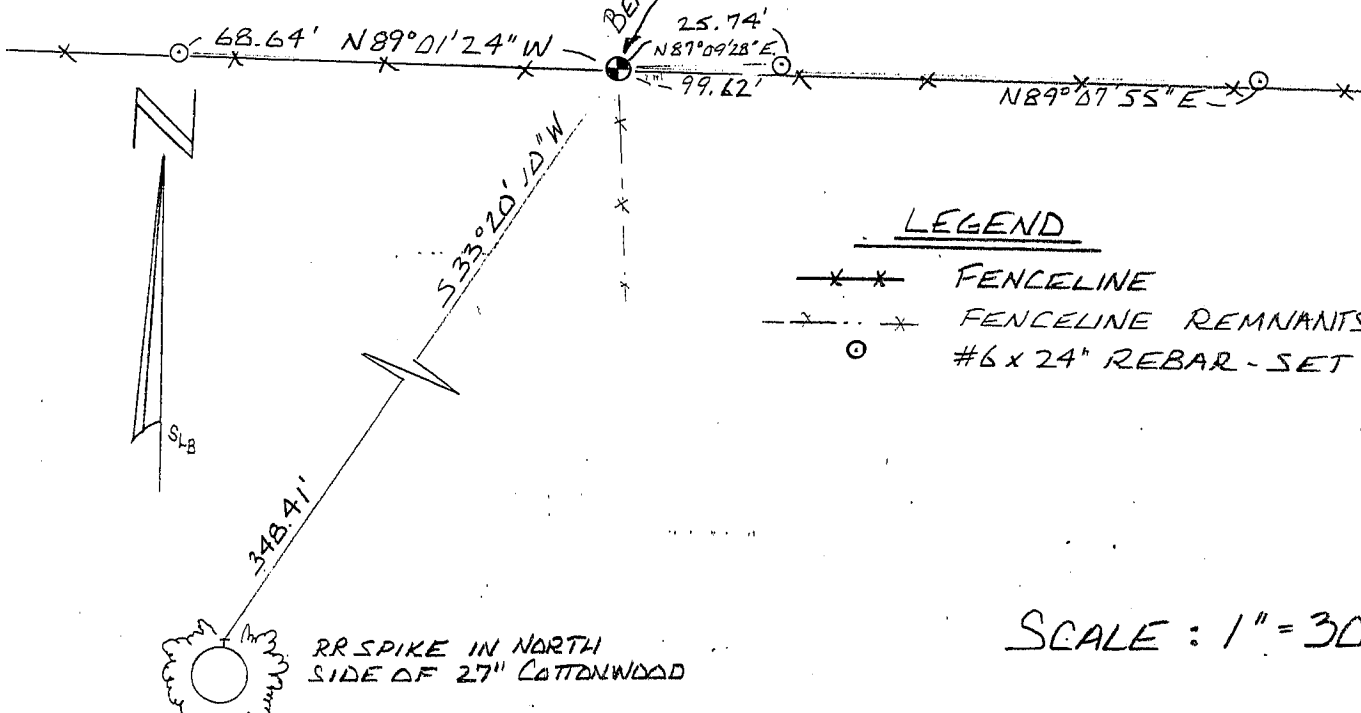 BE
25.74'
68.64' N89°01'24"W
N87°09'28"E
99.62'
N89°07'55"E
N
S33°20'10"W
LEGEND
FENCELINE
FENCELINE REMNANTS
#6 x 24" REBAR - SET
SLB
348.41'
SCALE : 1" = 30
RR SPIKE IN NORTH
SIDE OF 27" COTTONWOOD